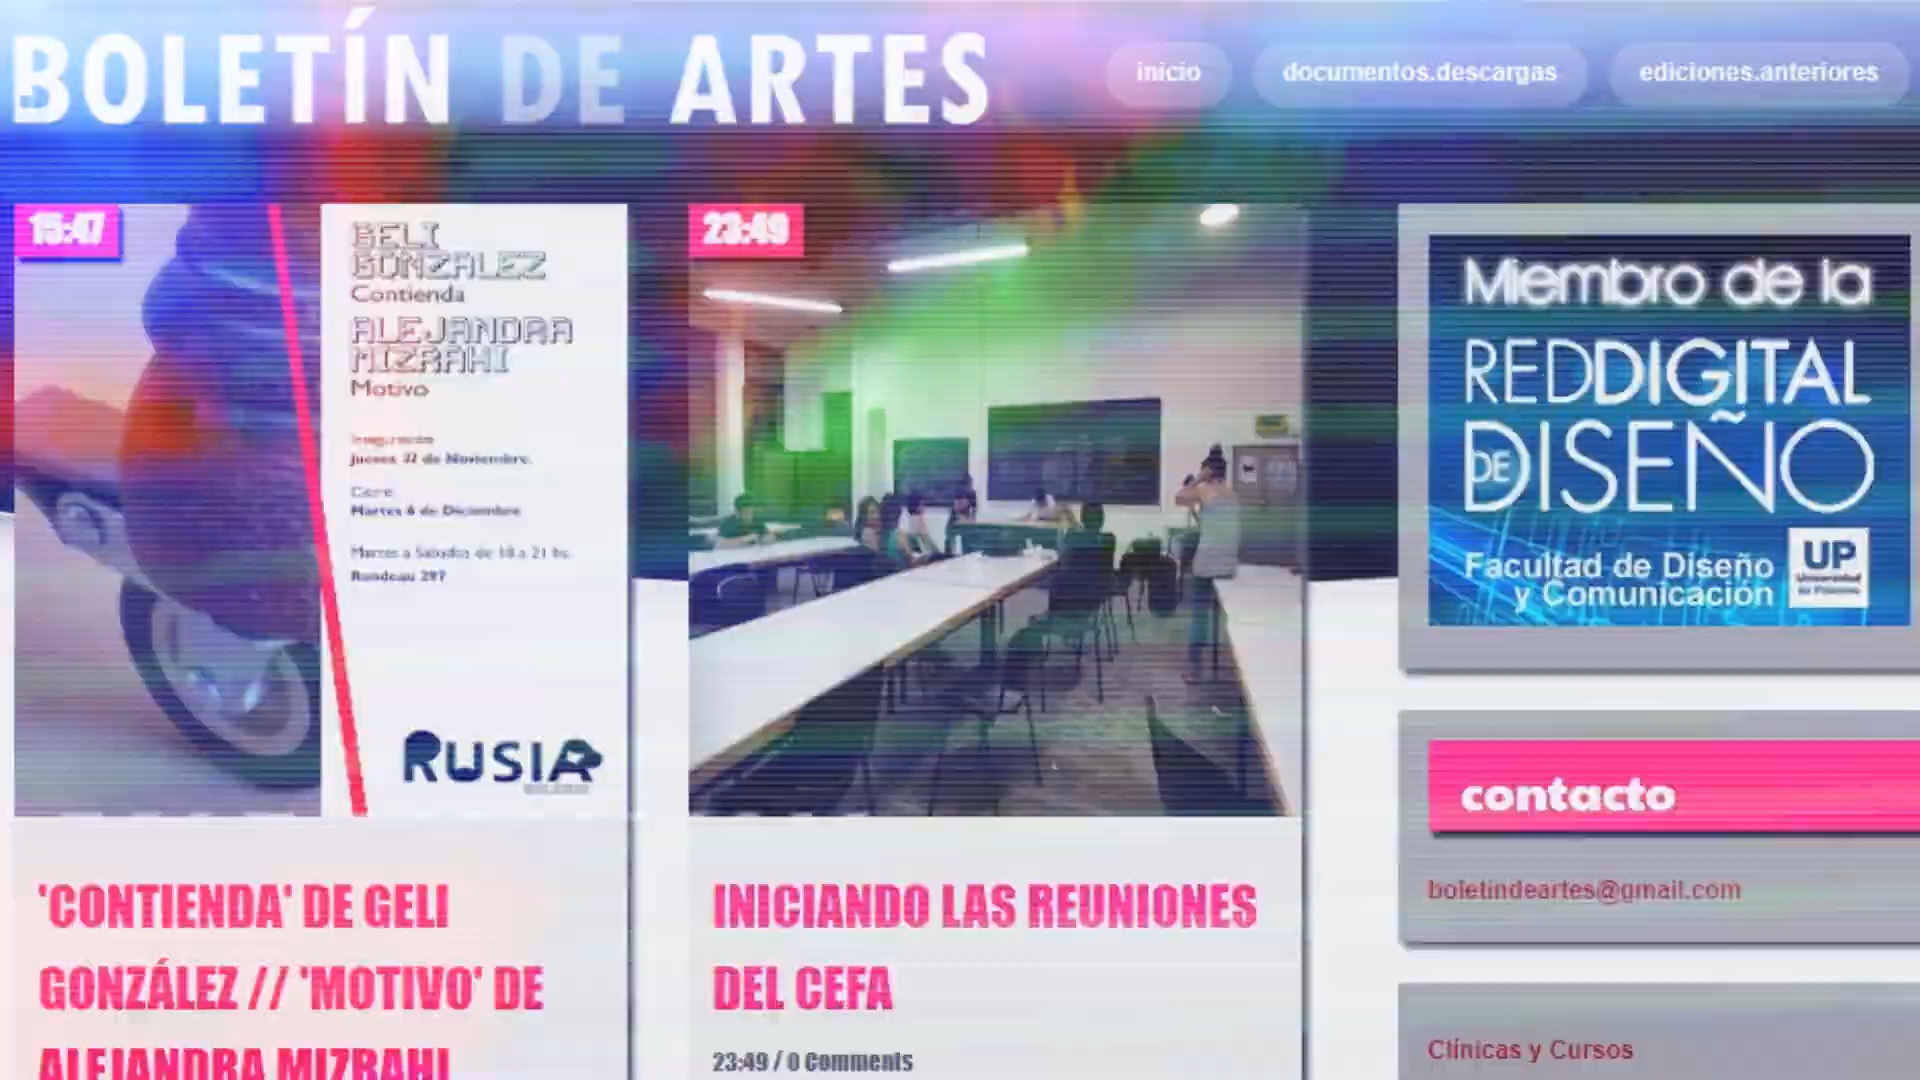 BOLETÍN DE ARTES
inicio
documentos.descargas
ediciones.anteriores
15:47
GELI
GONZALEZ
Contienda
ALEJANDRA
MIZRAHI
Motivo
Jueves 22 de Noviembre.
Cierre
Martes 6 de Diciembre
Martes a Sabados de 18 a 21 hs.
Rondeau 297
RUSIA
'CONTIENDA' DE GELI
GONZÁLEZ // 'MOTIVO' DE
ALEJANDRA MIZRAHI
23:49
INICIANDO LAS REUNIONES
DEL CEFA
23:49 / 0 Comments
Miembro de la
REDDIGITAL
DE DISEÑO
Facultad de Diseño
y Comunicación
UP
contacto
boletindeartes@gmail.com
Clínicas y Cursos